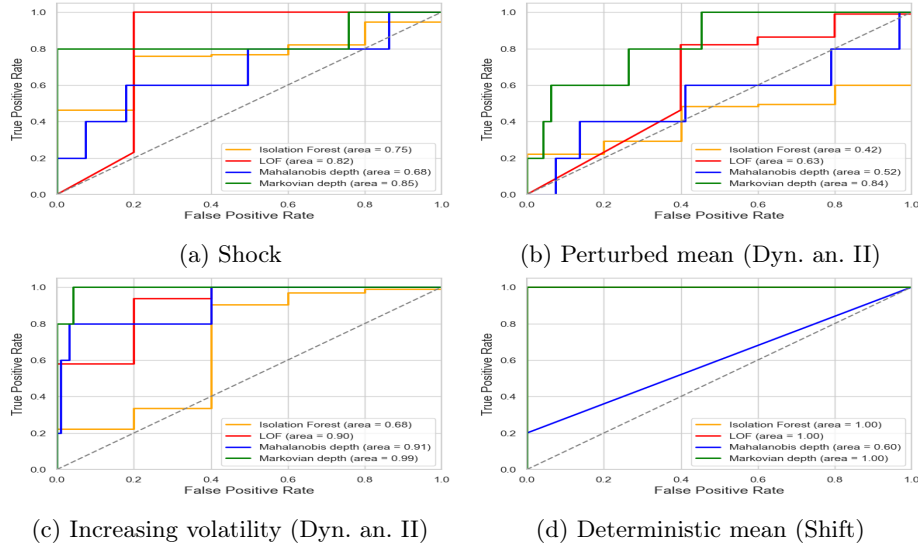 1.0
0.8
0.6
0.4
0.2
0.0
True Positive Rate
0.0 0.2 0.4 0.6 0.8 1.0
False Positive Rate
Isolation Forest (area = 0.75)
LOF (area = 0.82)
Mahalanobis depth (area = 0.68)
Markovian depth (area = 0.85)
(a) Shock
1.0
0.8
0.6
0.4
0.2
0.0
True Positive Rate
0.0 0.2 0.4 0.6 0.8 1.0
False Positive Rate
Isolation Forest (area = 0.42)
LOF (area = 0.63)
Mahalanobis depth (area = 0.52)
Markovian depth (area = 0.84)
(b) Perturbed mean (Dyn. an. II)
1.0
0.8
0.6
0.4
0.2
0.0
True Positive Rate
0.0 0.2 0.4 0.6 0.8 1.0
False Positive Rate
Isolation Forest (area = 0.68)
LOF (area = 0.90)
Mahalanobis depth (area = 0.91)
Markovian depth (area = 0.99)
(c) Increasing volatility (Dyn. an. II)
1.0
0.8
0.6
0.4
0.2
0.0
True Positive Rate
0.0 0.2 0.4 0.6 0.8 1.0
False Positive Rate
Isolation Forest (area = 1.00)
LOF (area = 1.00)
Mahalanobis depth (area = 0.60)
Markovian depth (area = 1.00)
(d) Deterministic mean (Shift)